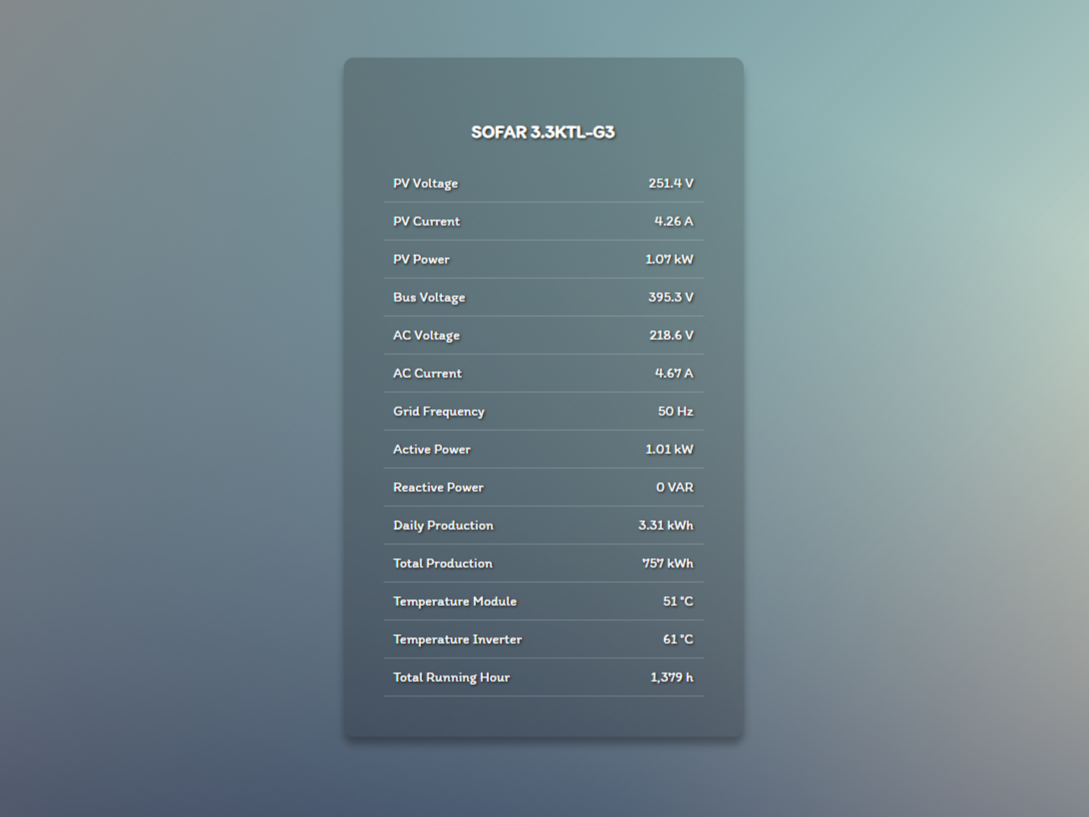 SOFAR 3.3KTL-G3
PV Voltage 251.4 V
PV Current 4.26 A
PV Power 1.07 kW
Bus Voltage 395.3 V
AC Voltage 218.6 V
AC Current 4.67 A
Grid Frequency 50 Hz
Active Power 1.01 kW
Reactive Power 0 VAR
Daily Production 3.31 kWh
Total Production 757 kWh
Temperature Module 51 °C
Temperature Inverter 61 °C
Total Running Hour 1,379 h